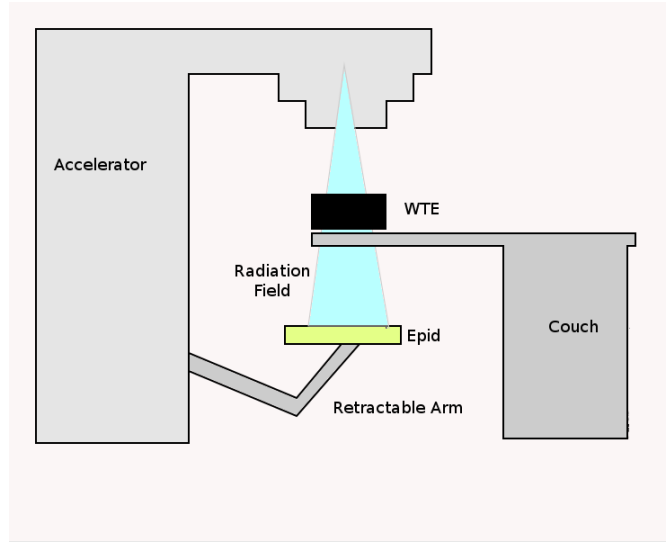 Accelerator
WTE
Radiation
Field
Couch
Epid
Retractable Arm